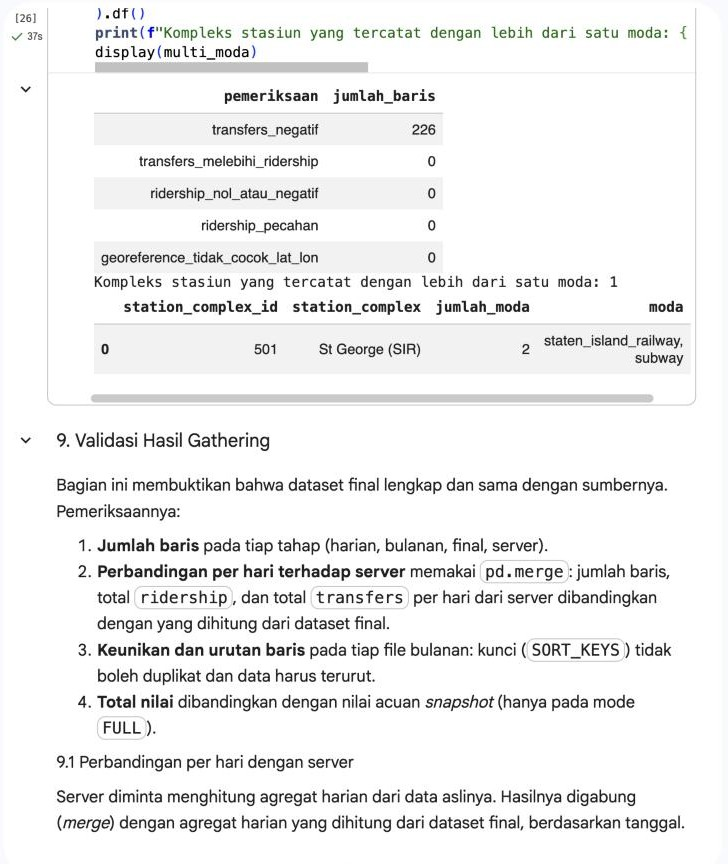 [26]
).df()
37s
print(f"Kompleks stasiun yang tercatat dengan lebih dari satu moda: {
display(multi_moda)
pemeriksaan jumlah_baris
transfers_negatif 226
transfers_melebihi_ridership 0
ridership_nol_atau_negatif 0
ridership_pecahan 0
georeference_tidak_cocok_lat_lon 0
Kompleks stasiun yang tercatat dengan lebih dari satu moda: 1
station_complex_id station_complex jumlah_moda moda
0 501 St George (SIR) 2 staten_island_railway,
subway
9. Validasi Hasil Gathering
Bagian ini membuktikan bahwa dataset final lengkap dan sama dengan sumbernya.
Pemeriksaannya:
1. Jumlah baris pada tiap tahap (harian, bulanan, final, server).
2. Perbandingan per hari terhadap server memakai pd.merge: jumlah baris,
total ridership, dan total transfers per hari dari server dibandingkan
dengan yang dihitung dari dataset final.
3. Keunikan dan urutan baris pada tiap file bulanan: kunci (SORT_KEYS) tidak
boleh duplikat dan data harus terurut.
4. Total nilai dibandingkan dengan nilai acuan snapshot (hanya pada mode
FULL).
9.1 Perbandingan per hari dengan server
Server diminta menghitung agregat harian dari data aslinya. Hasilnya digabung
(merge) dengan agregat harian yang dihitung dari dataset final, berdasarkan tanggal.